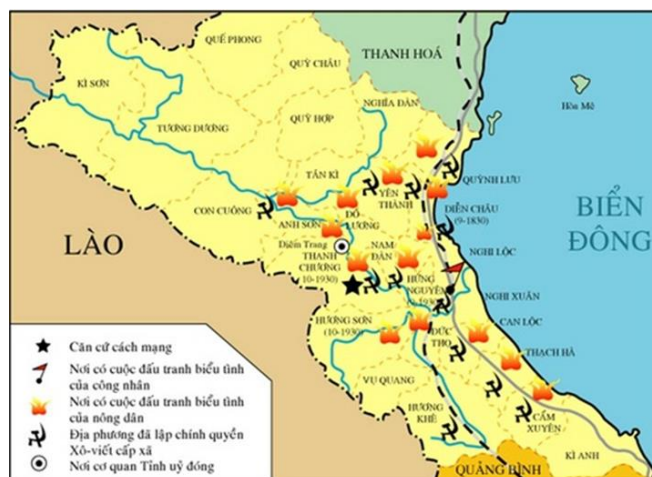 QUẾ PHONG
THANH HOÁ
QUỲ CHÂU
KÌ SƠN
Hòn Mê
NGHĨA ĐÀN
TƯƠNG DƯƠNG
QUỲ HỢP
TÂN KÌ
QUỲNH LƯU
YÊN
THÀNH
CON CUÔNG
DIỄN CHÂU
(9-1830)
BIỂN
ĐÔNG
ĐÔ
LƯƠNG
ANH SƠN
LÀO
Diễm Trang
THANH
CHƯƠNG
(10-1930)
NAM
ĐÀN
NGHI LỘC
HƯNG
NGUYÊN
NGHI XUÂN
HƯƠNG SƠN
(10-1930)
ĐỨC
THỌ
CAN LỘC
THẠCH HÀ
VỤ QUANG
HƯƠNG
KHÊ
CẨM
XUYÊN
KÌ ANH
QUẢNG BÌNH
Căn cứ cách mạng
Nơi có cuộc đấu tranh biểu tình
của công nhân
Nơi có cuộc đấu tranh biểu tình
của nông dân
Địa phương đã lập chính quyền
Xô-viết cấp xã
Nơi cơ quan Tỉnh uỷ đóng